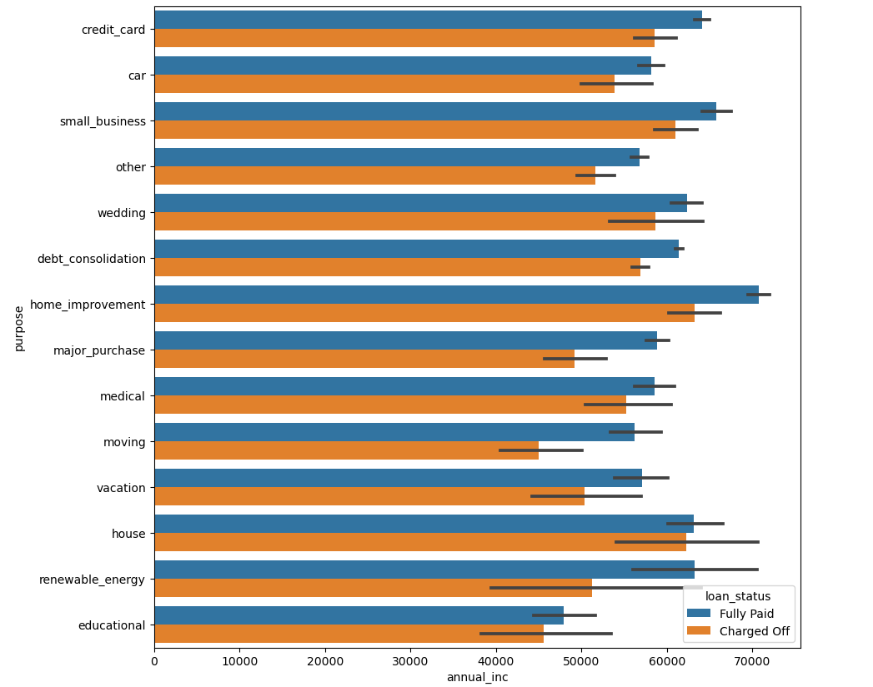 credit_card
car
small_business
other
wedding
debt_consolidation
home_improvement
major_purchase
medical
moving
vacation
house
renewable_energy
educational
purpose
0 10000 20000 30000 40000 50000 60000 70000
annual_inc
loan_status
Fully Paid
Charged Off